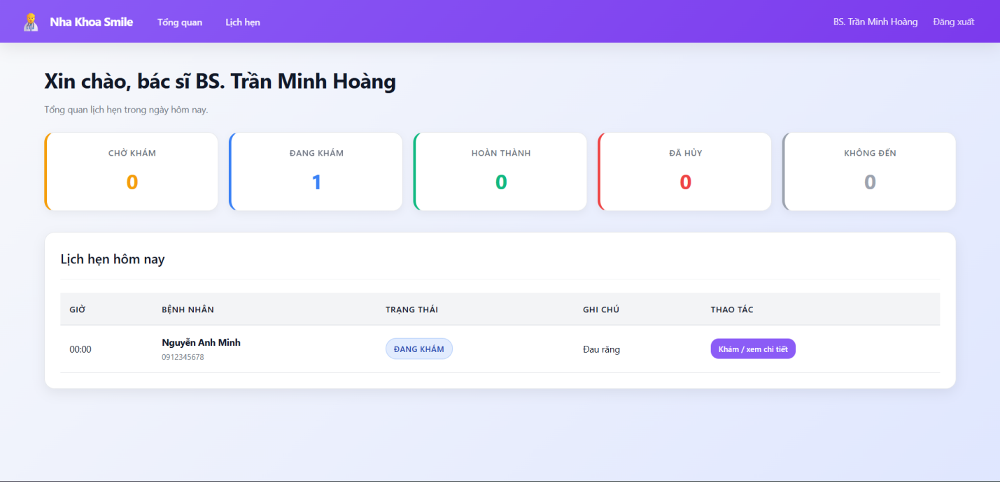 Nha Khoa Smile Tổng quan Lịch hẹn BS. Trần Minh Hoàng Đăng xuất
Xin chào, bác sĩ BS. Trần Minh Hoàng
Tổng quan lịch hẹn trong ngày hôm nay.
CHỜ KHÁM ĐANG KHÁM HOÀN THÀNH ĐÃ HỦY KHÔNG ĐẾN
0 1 0 0 0
Lịch hẹn hôm nay
GIỜ BỆNH NHÂN TRẠNG THÁI GHI CHÚ THAO TÁC
00:00 Nguyễn Anh Minh ĐANG KHÁM Đau răng Khám / xem chi tiết
0912345678